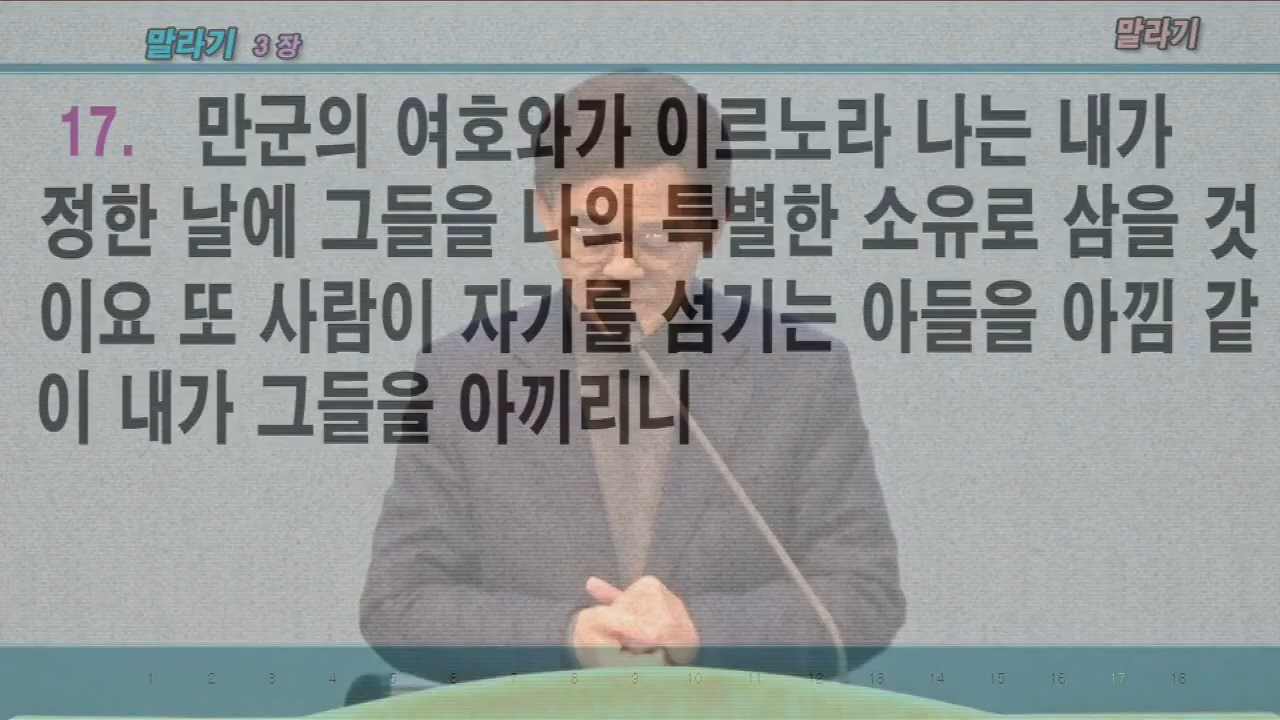 말라기 3 장
말라기
17. 만군의 여호와가 이르노라 나는 내가
정한 날에 그들을 나의 특별한 소유로 삼을 것
이요 또 사람이 자기를 섬기는 아들을 아낌 같
이 내가 그들을 아끼리니
1 2 3 4 5 6 7 8 9 10 11 12 13 14 15 16 17 18